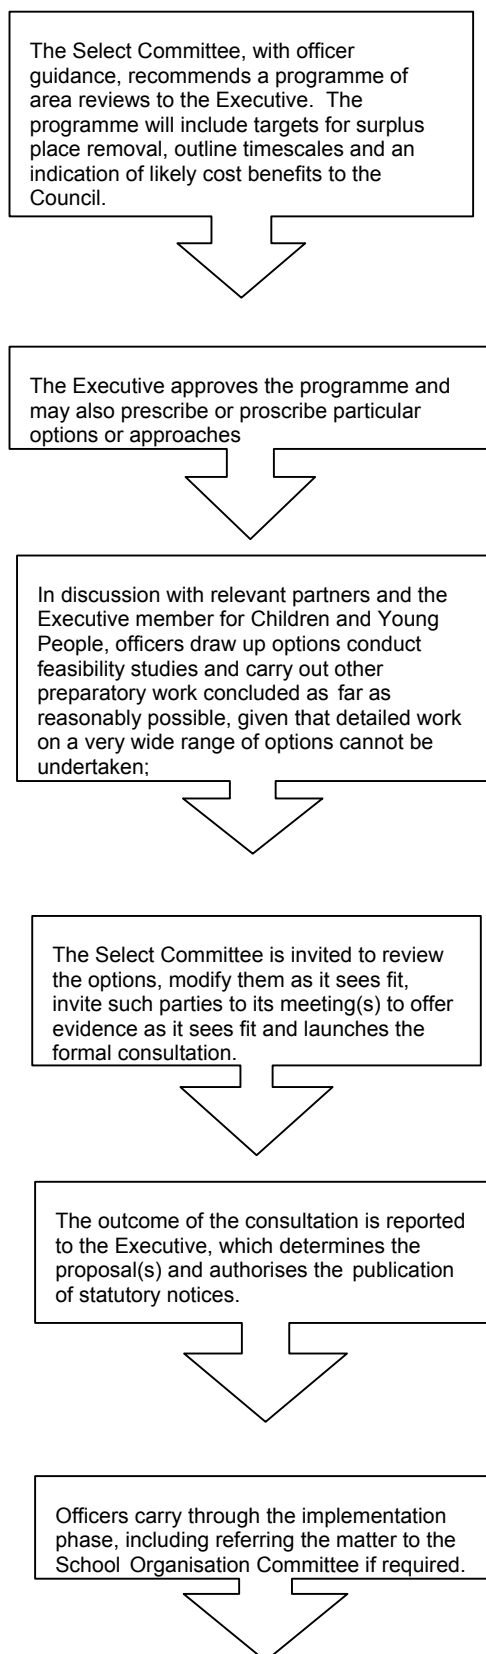 The Select Committee, with officer
guidance, recommends a programme of
area reviews to the Executive.  The
programme will include targets for surplus
place removal, outline timescales and an
indication of likely cost benefits to the
Council.
The Executive approves the programme and
may also prescribe or proscribe particular
options or approaches
In discussion with relevant partners and the
Executive member for Children and Young
People, officers draw up options conduct
feasibility studies and carry out other
preparatory work concluded as far as
reasonably possible, given that detailed work
on a very wide range of options cannot be
undertaken;
The Select Committee is invited to review
the options, modify them as it sees fit,
invite such parties to its meeting(s) to offer
evidence as it sees fit and launches the
formal consultation.
The outcome of the consultation is reported
to the Executive, which determines the
proposal(s) and authorises the publication
of statutory notices.
Officers carry through the implementation
phase, including referring the matter to the
School Organisation Committee if required.